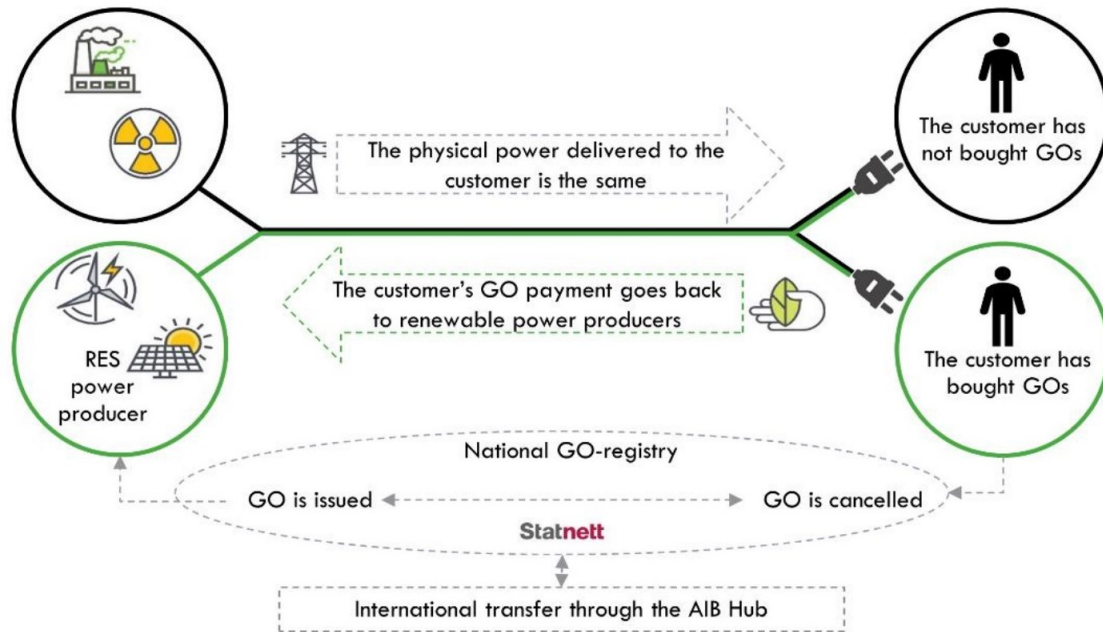 The physical power delivered to the
customer is the same
The customer has
not bought GOs
The customer's GO payment goes back
to renewable power producers
RES
power
producer
The customer has
bought GOs
National GO-registry
GO is issued
GO is cancelled
Statnett
International transfer through the AIB Hub